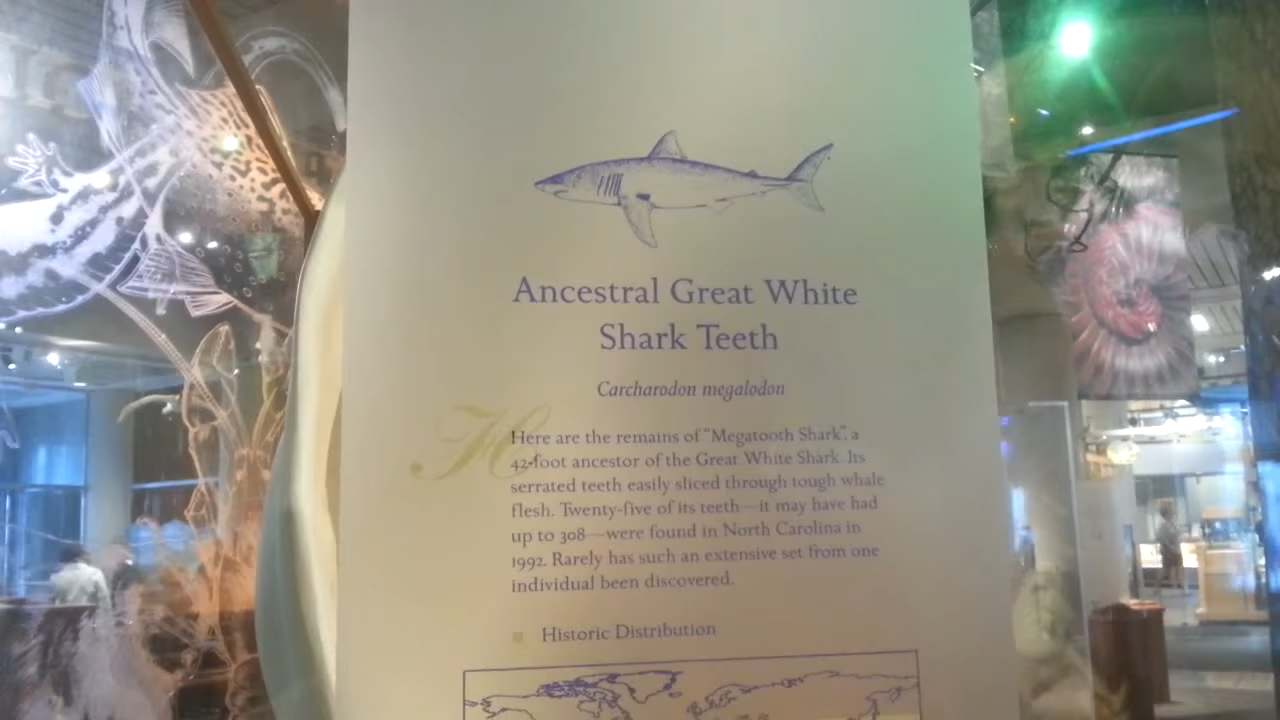 Ancestral Great White
Shark Teeth
Carcharodon megalodon
Here are the remains of "Megatooth Shark", a
42-foot ancestor of the Great White Shark. Its
serrated teeth easily sliced through tough whale
flesh. Twenty-five of its teeth—it may have had
up to 308—were found in North Carolina in
1992. Rarely has such an extensive set from one
individual been discovered.
Historic Distribution